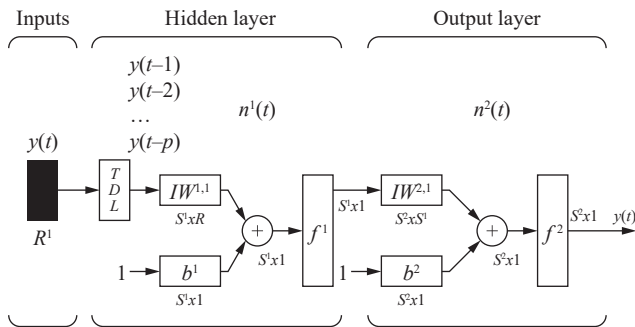 Inputs
Hidden layer
Output layer
y(t–1)
y(t–2)
...
y(t–p)
n¹(t)
n²(t)
y(t)
T
D
L
IW¹,¹
S¹xR
R¹
1
b¹
S¹x1
+
S¹x1
f¹
S¹x1
IW²,¹
S²xS¹
1
b²
S²x1
+
S²x1
f²
S²x1
y(t)